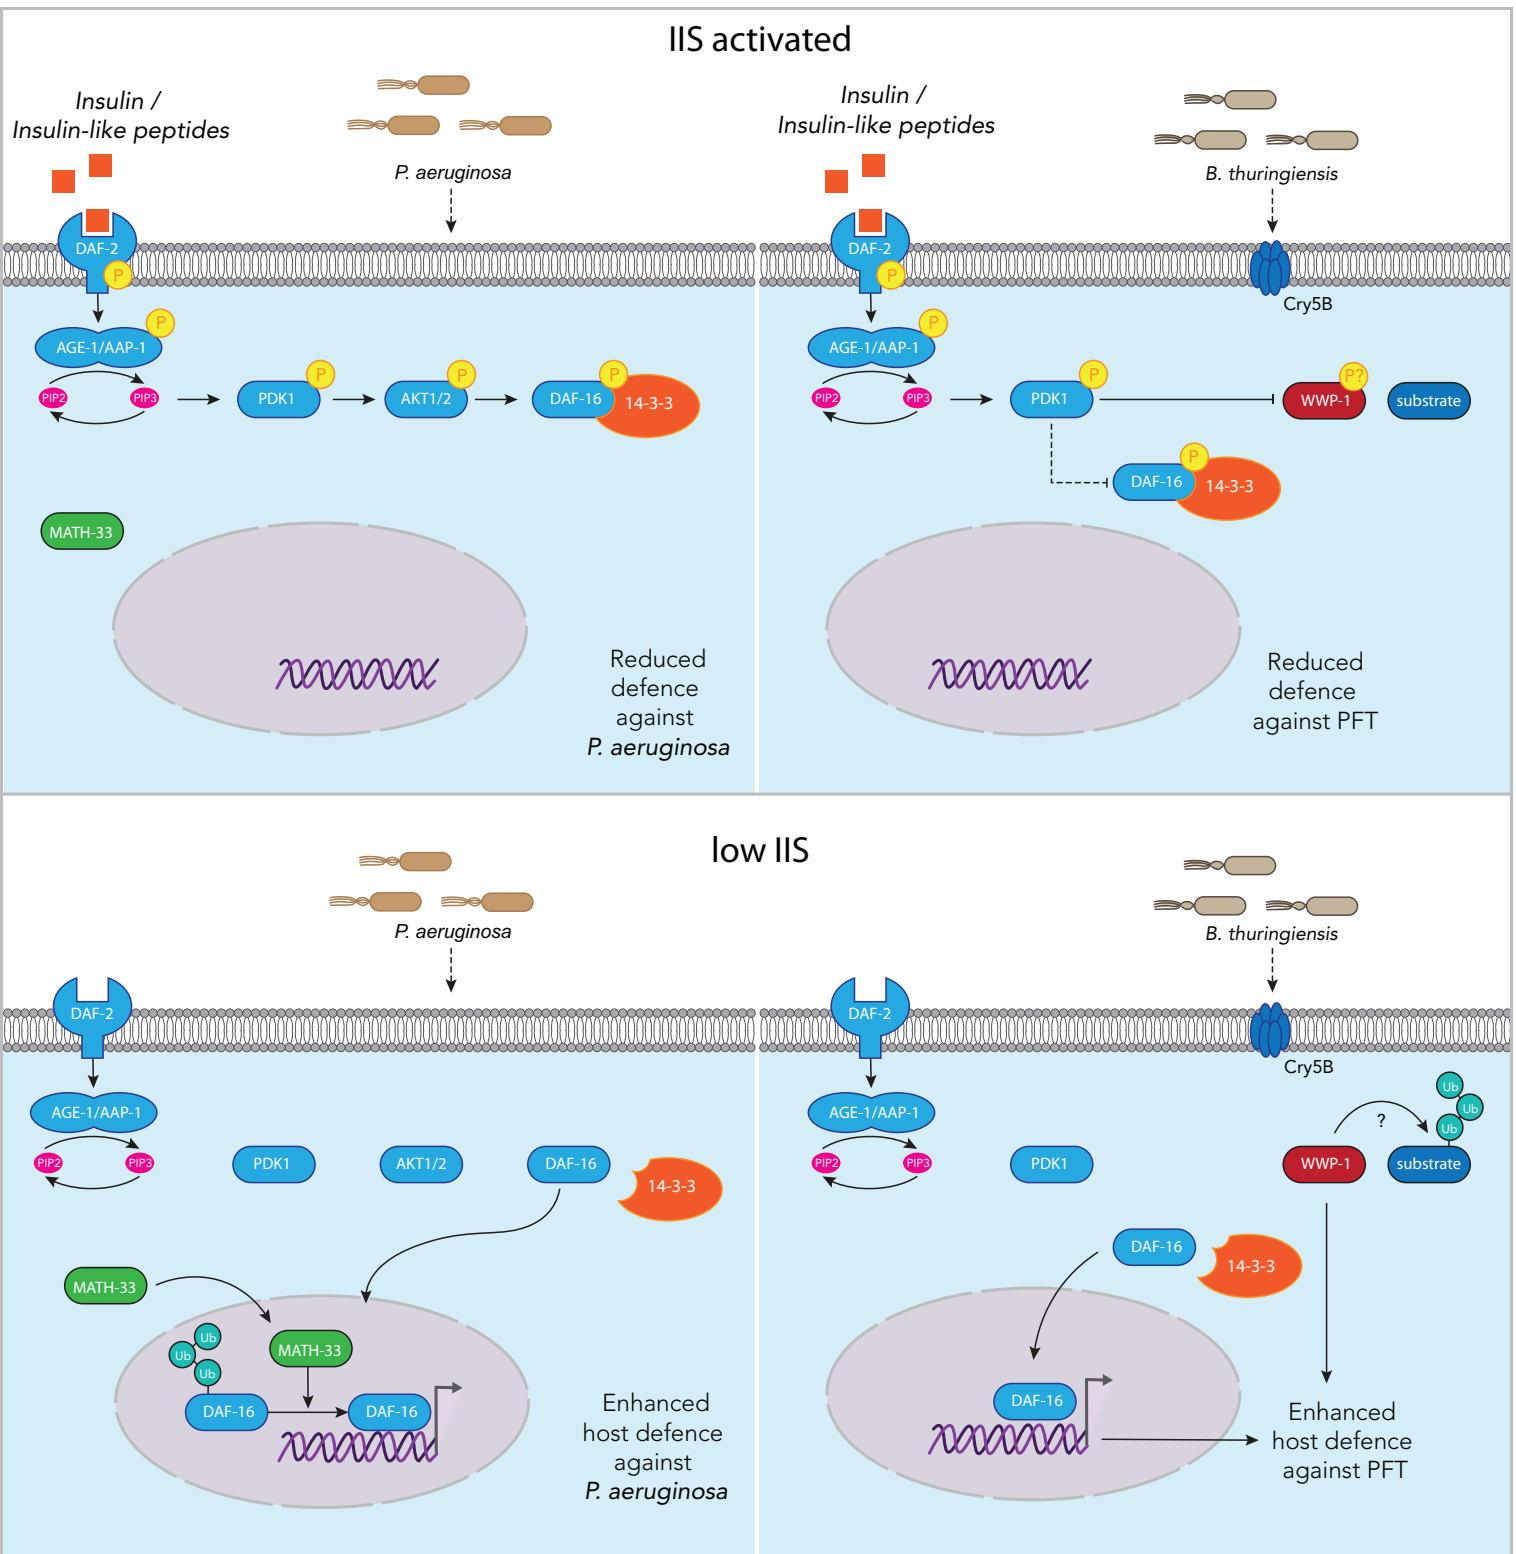 IIS activated
Insulin /
Insulin-like peptides
P. aeruginosa
DAF-2
P
P
AGE-1/AAP-1
PIP2
PIP3
P
PDK1
P
AKT1/2
P
DAF-16
14-3-3
MATH-33
Reduced
defence
against
P. aeruginosa
Insulin /
Insulin-like peptides
B. thuringiensis
DAF-2
P
Cry5B
P
AGE-1/AAP-1
PIP2
PIP3
P
PDK1
P?
WWP-1
substrate
P
DAF-16
14-3-3
Reduced
defence
against PFT
low IIS
P. aeruginosa
DAF-2
AGE-1/AAP-1
PIP2
PIP3
PDK1
AKT1/2
DAF-16
14-3-3
MATH-33
Ub
Ub
Ub
MATH-33
DAF-16
DAF-16
Enhanced
host defence
against
P. aeruginosa
B. thuringiensis
DAF-2
Cry5B
AGE-1/AAP-1
PIP2
PIP3
PDK1
Ub
Ub
Ub
?
WWP-1
substrate
DAF-16
14-3-3
DAF-16
Enhanced
host defence
against PFT